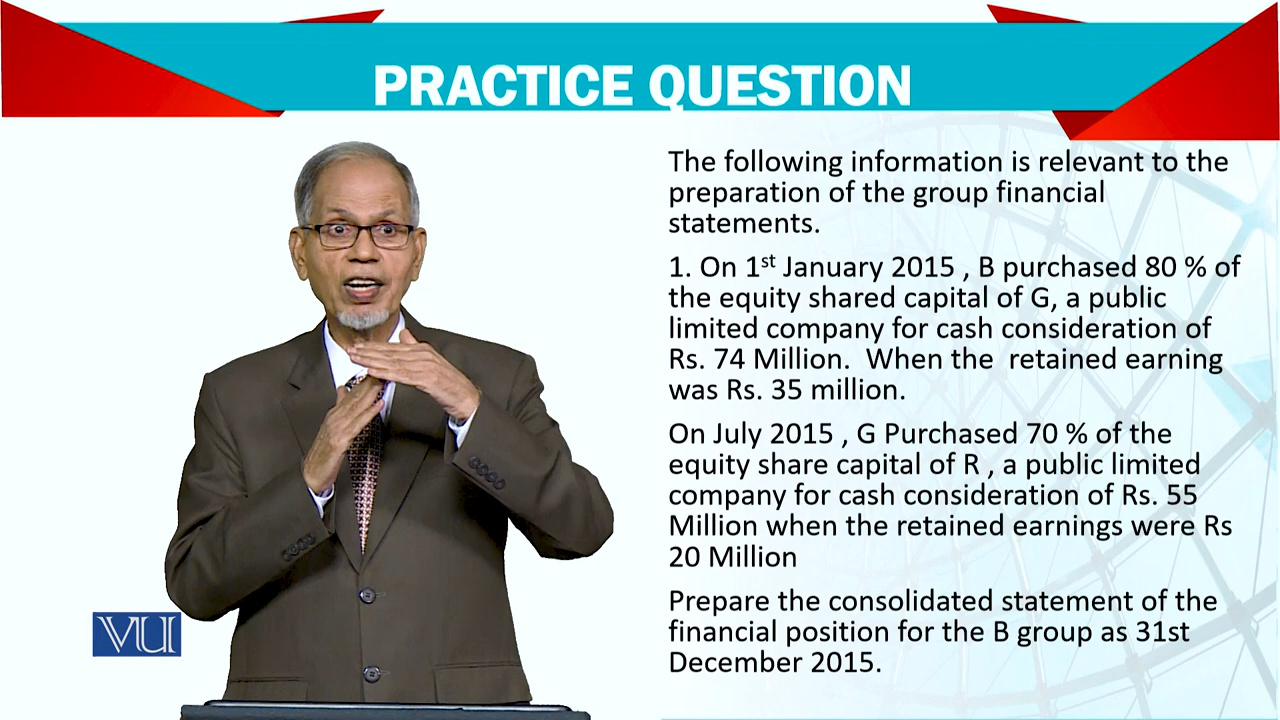 PRACTICE QUESTION
The following information is relevant to the
preparation of the group financial
statements.
1. On 1st January 2015 , B purchased 80 % of
the equity shared capital of G, a public
limited company for cash consideration of
Rs. 74 Million.  When the  retained earning
was Rs. 35 million.
On July 2015 , G Purchased 70 % of the
equity share capital of R , a public limited
company for cash consideration of Rs. 55
Million when the retained earnings were Rs
20 Million
Prepare the consolidated statement of the
financial position for the B group as 31st
December 2015.
VU